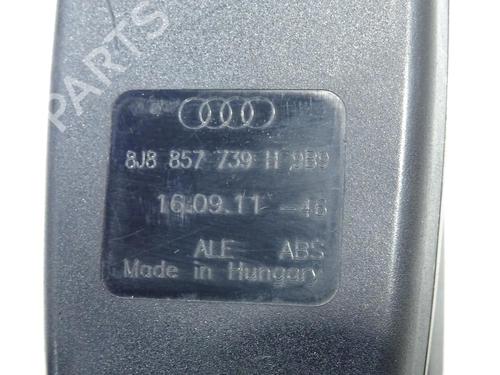 PARTS
8J8 857 739 H 9B9
16.09.11 -46
ALE ABS
Made in Hungary